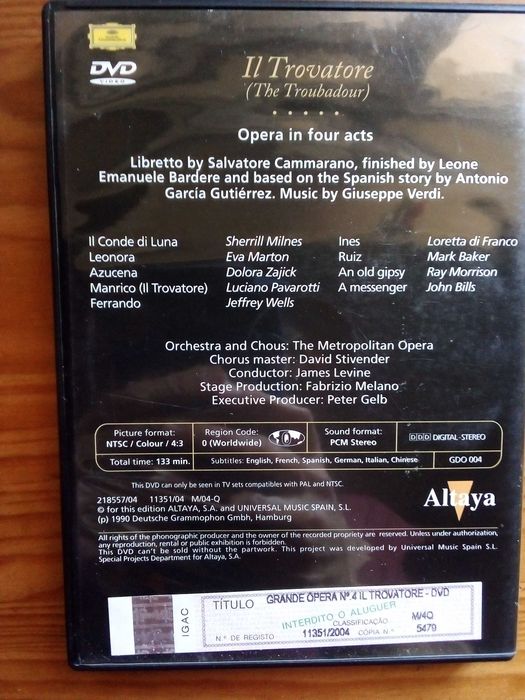 DVD
VIDEO
Il Trovatore
(The Troubadour)
Opera in four acts
Libretto by Salvatore Cammarano, finished by Leone
Emanuele Bardere and based on the Spanish story by Antonio
García Gutiérrez. Music by Giuseppe Verdi.
Il Conde di Luna Sherrill Milnes Ines Loretta di Franco
Leonora Eva Marton Ruiz Mark Baker
Azucena Dolora Zajick An old gipsy Ray Morrison
Manrico (Il Trovatore) Luciano Pavarotti A messenger John Bills
Ferrando Jeffrey Wells
Orchestra and Chous: The Metropolitan Opera
Chorus master: David Stivender
Conductor: James Levine
Stage Production: Fabrizio Melano
Executive Producer: Peter Gelb
Picture format: Region Code: Sound format: DDD DIGITAL-STEREO
NTSC / Colour / 4:3 0 (Worldwide) PCM Stereo
Total time: 133 min. Subtitles: English, French, Spanish, German, Italian, Chinese GDO 004
This DVD can only be seen in TV sets compatibles with PAL and NTSC.
218557/04 11351/04 M/04-Q
© for this edition ALTAYA, S.A. and UNIVERSAL MUSIC SPAIN, S.L.
(p) 1990 Deutsche Grammophon Gmbh, Hamburg
Altaya
All rights of the phonographic producer and the owner of the recorded propriety are reserved. Unless under authorization,
any reproduction, rental or public exhibition is forbidden.
This DVD can't be sold without the partwork. This project was developed by Universal Music Spain S.L.
Special Projects Department for Altaya, S.A.
IGAC
TÍTULO GRANDE ÓPERA Nº 4 IL TROVATORE - DVD
INTERDITO O ALUGUER
CLASSIFICAÇÃO M/4Q
N.º DE REGISTO 11351/2004 CÓPIA N.º 5479